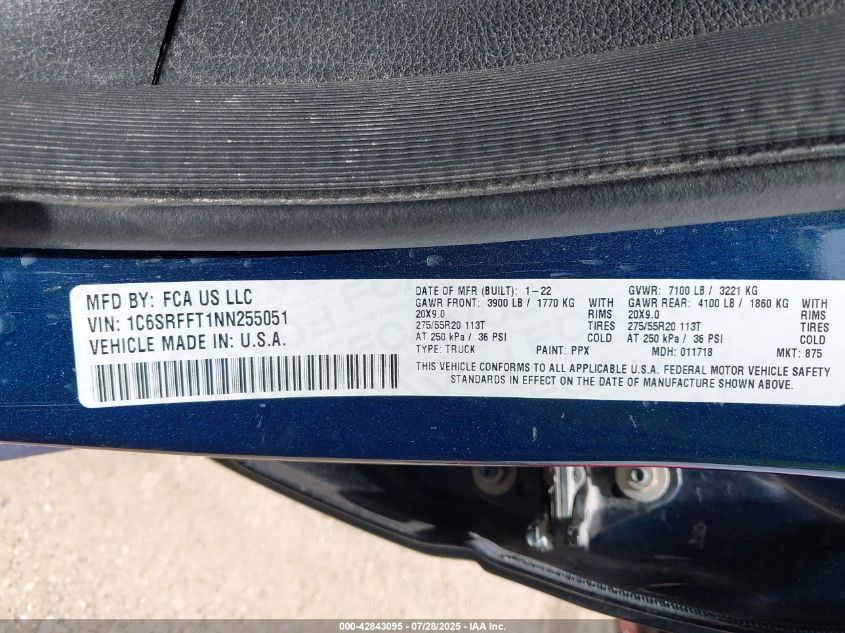 MFD BY: FCA US LLC
VIN: 1C6SRFFT1NN255051
VEHICLE MADE IN: U.S.A.
DATE OF MFR (BUILT): 1-22 GVWR: 7100 LB / 3221 KG
GAWR FRONT: 3900 LB / 1770 KG WITH GAWR REAR: 4100 LB / 1860 KG WITH
20X9.0 RIMS 20X9.0 RIMS
275/55R20 113T TIRES 275/55R20 113T TIRES
AT 250 kPa / 36 PSI COLD AT 250 kPa / 36 PSI COLD
TYPE: TRUCK PAINT: PPX MDH: 011718 MKT: 875
THIS VEHICLE CONFORMS TO ALL APPLICABLE U.S.A. FEDERAL MOTOR VEHICLE SAFETY
STANDARDS IN EFFECT ON THE DATE OF MANUFACTURE SHOWN ABOVE.
000-42843095 - 07/28/2025 - IAA Inc.